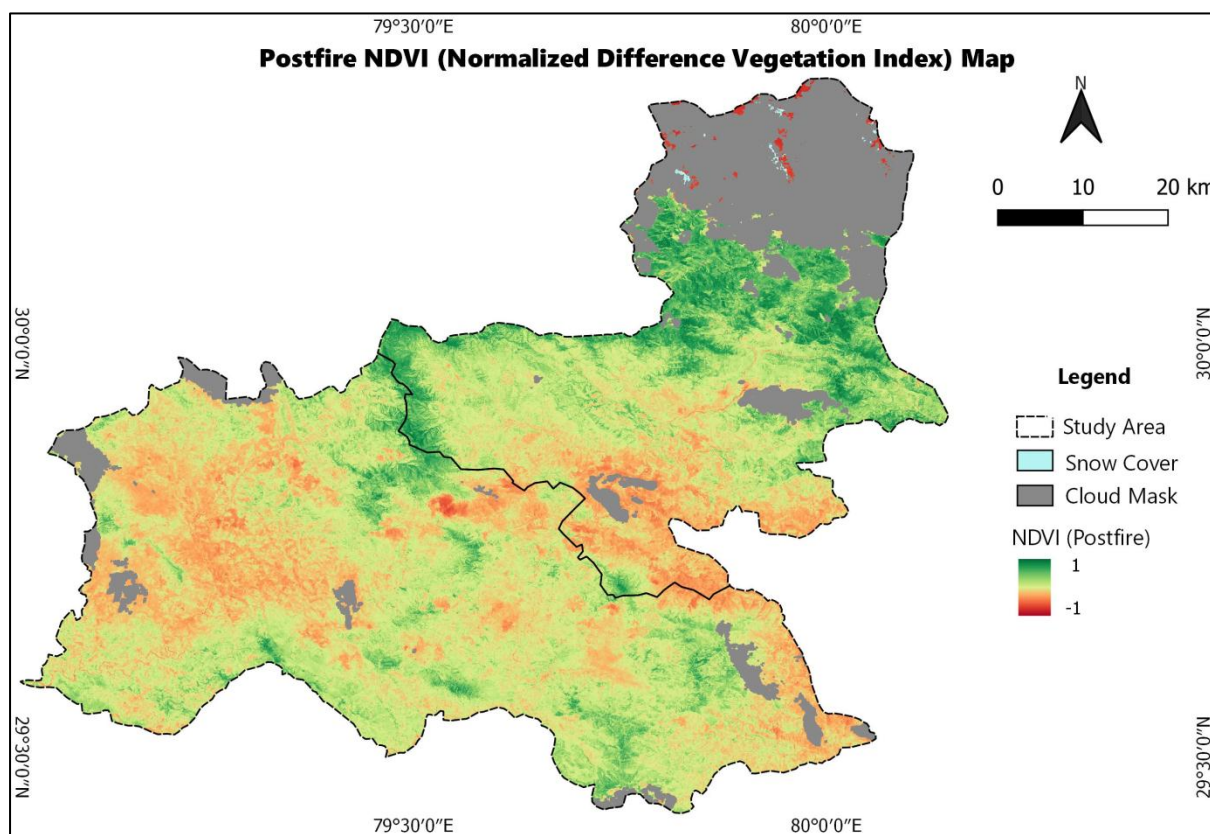 79°30′0″E
80°0′0″E
Postfire NDVI (Normalized Difference Vegetation Index) Map
N
0 10 20 km
30°0′0″N
30°0′0″N
Legend
Study Area
Snow Cover
Cloud Mask
NDVI (Postfire)
1
-1
29°30′0″N
29°30′0″N
79°30′0″E
80°0′0″E